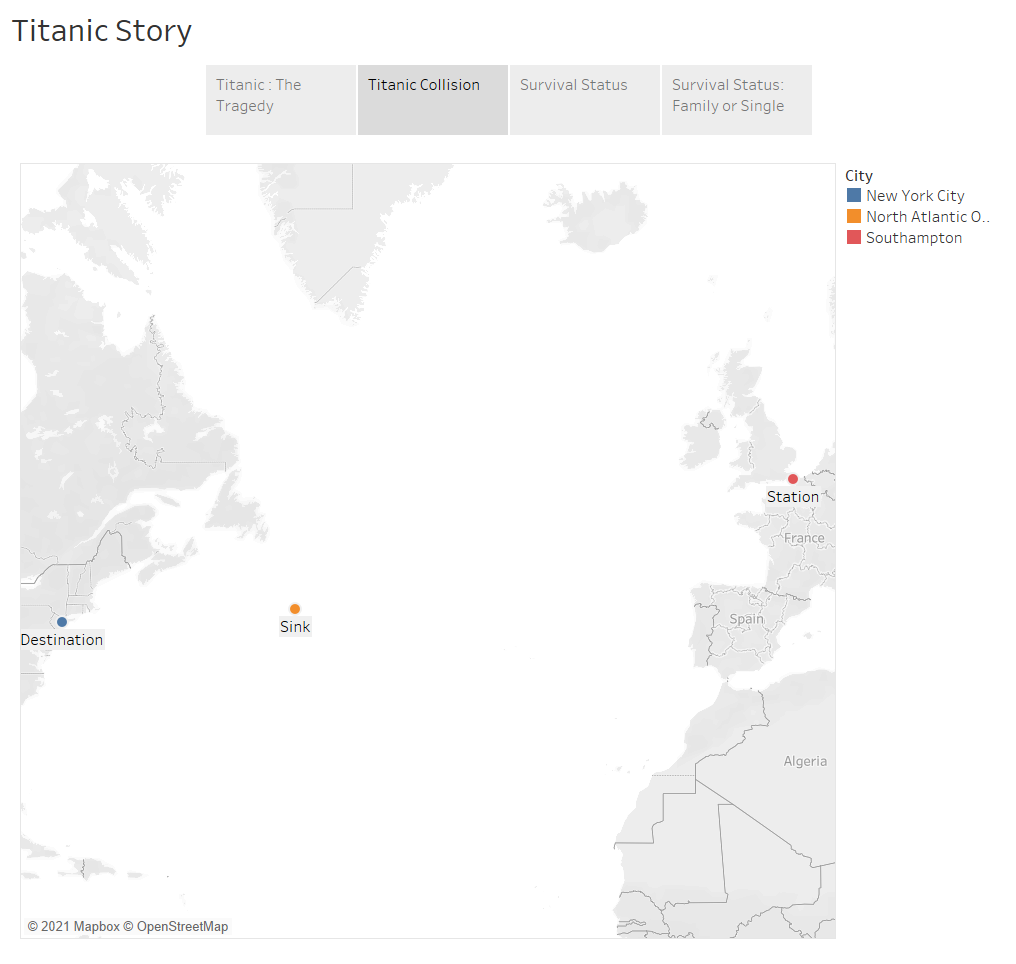 Titanic Story
Titanic : The
Tragedy
Titanic Collision
Survival Status
Survival Status:
Family or Single
City
New York City
North Atlantic O..
Southampton
Station
France
Spain
Sink
Destination
Algeria
© 2021 Mapbox © OpenStreetMap